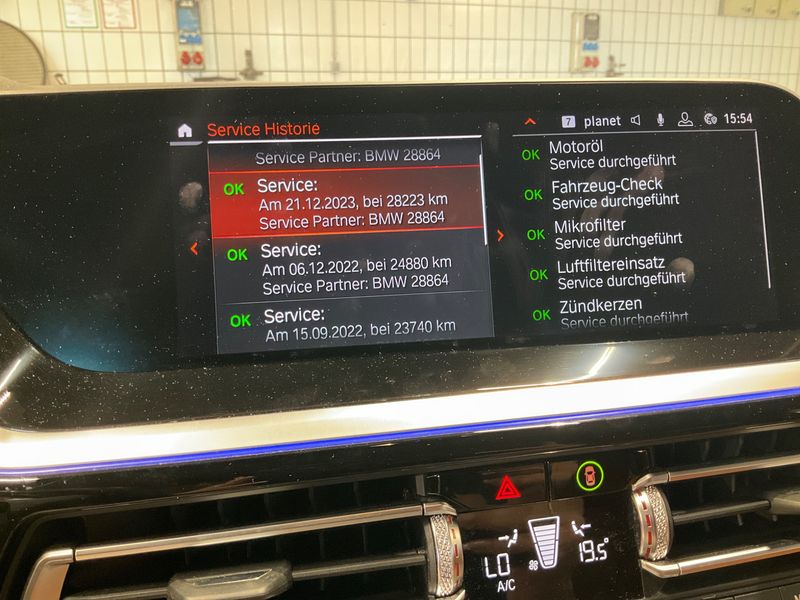 Service Historie
7 planet 15:54
Service Partner: BMW 28864
OK Service:
Am 21.12.2023, bei 28223 km
Service Partner: BMW 28864
OK Service:
Am 06.12.2022, bei 24880 km
Service Partner: BMW 28864
OK Service:
Am 15.09.2022, bei 23740 km
OK Motoröl
Service durchgeführt
OK Fahrzeug-Check
Service durchgeführt
OK Mikrofilter
Service durchgeführt
OK Luftfiltereinsatz
Service durchgeführt
OK Zündkerzen
Service durchgeführt
LO 19.5°
A/C